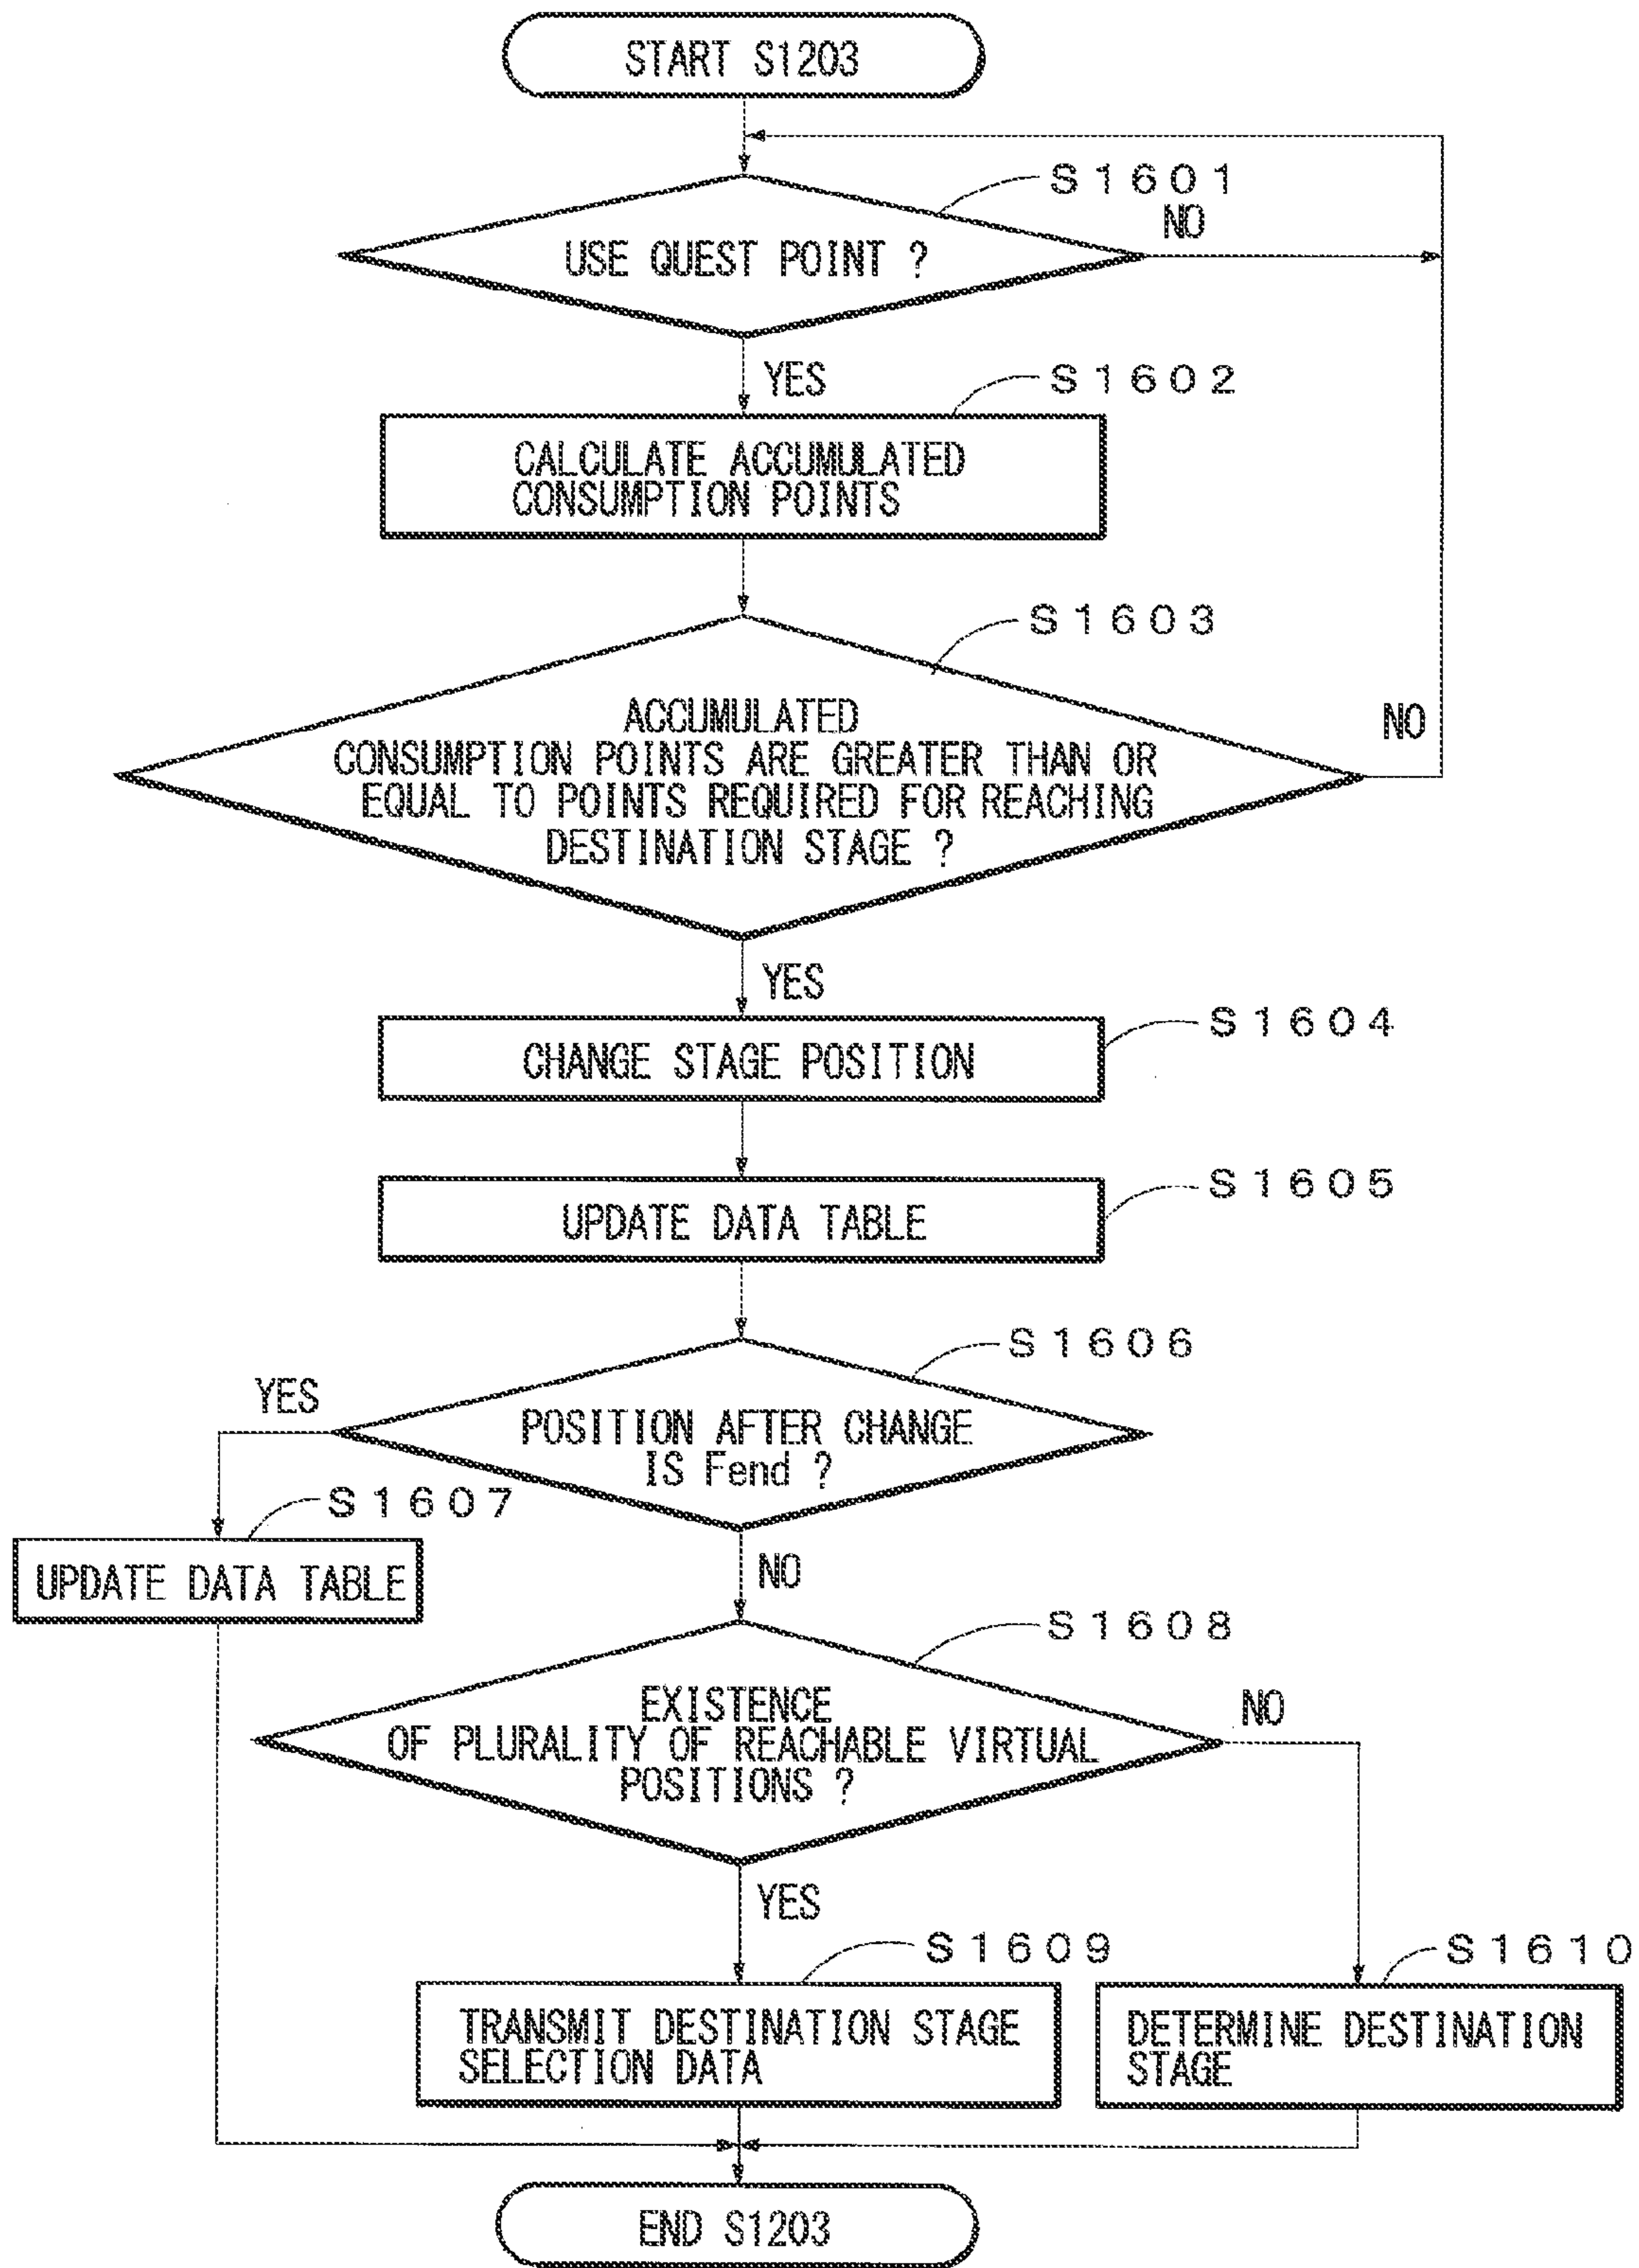 START S1203
S1601
NO
USE QUEST POINT ?
YES
S1602
CALCULATE ACCUMULATED
CONSUMPTION POINTS
S1603
ACCUMULATED
CONSUMPTION POINTS ARE GREATER THAN OR
EQUAL TO POINTS REQUIRED FOR REACHING
DESTINATION STAGE ?
NO
YES
S1604
CHANGE STAGE POSITION
S1605
UPDATE DATA TABLE
S1606
YES
POSITION AFTER CHANGE
IS Fend ?
S1607
UPDATE DATA TABLE
NO
S1608
EXISTENCE
OF PLURALITY OF REACHABLE VIRTUAL
POSITIONS ?
NO
YES
S1609
TRANSMIT DESTINATION STAGE
SELECTION DATA
S1610
DETERMINE DESTINATION
STAGE
END S1203